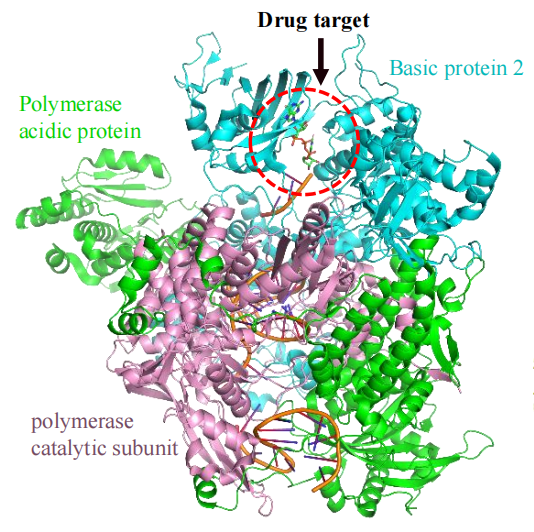 Drug target
Basic protein 2
Polymerase
acidic protein
polymerase
catalytic subunit